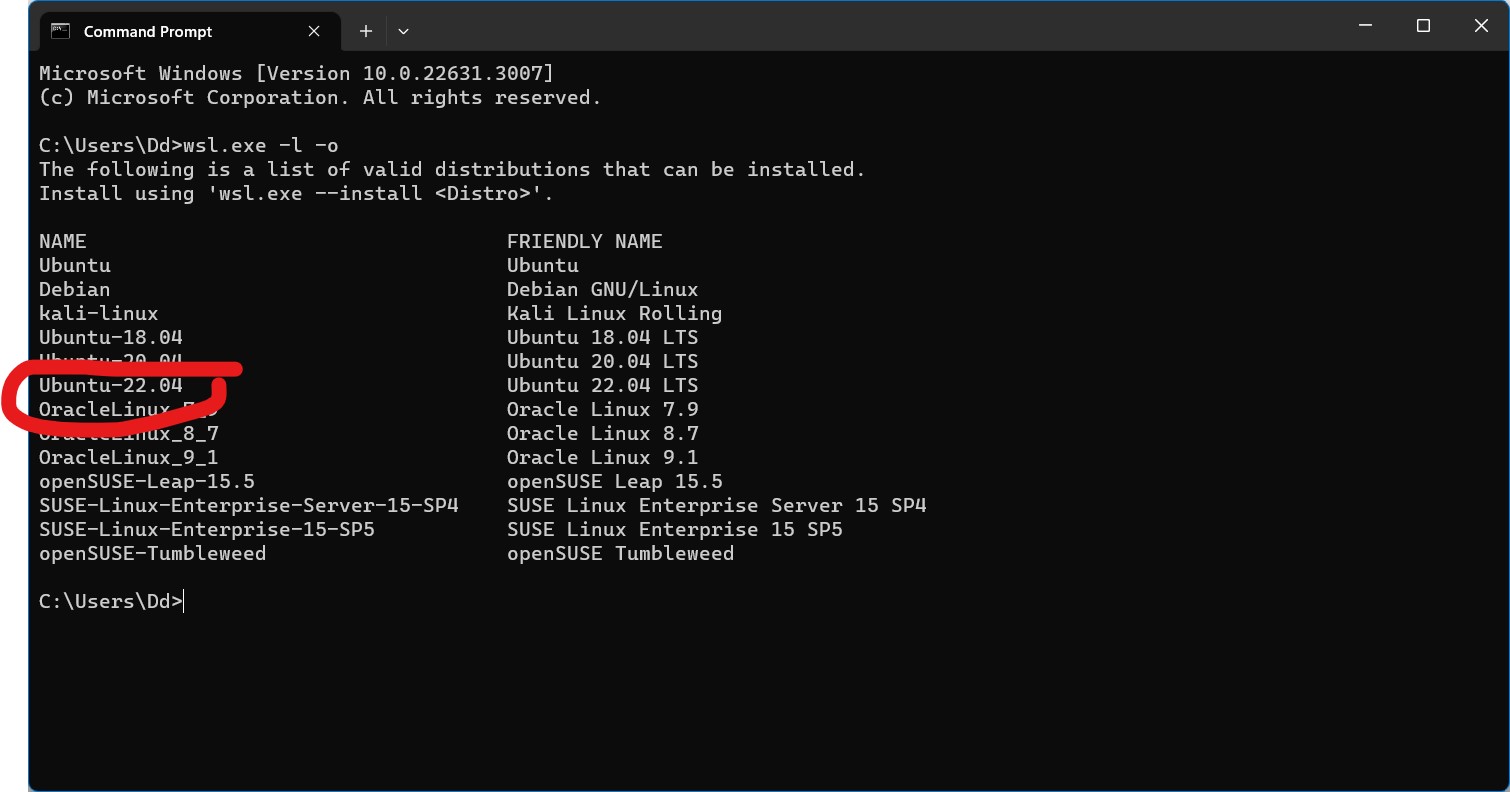 Command Prompt
Microsoft Windows [Version 10.0.22631.3007]
(c) Microsoft Corporation. All rights reserved.
C:\Users\Dd>wsl.exe -l -o
The following is a list of valid distributions that can be installed.
Install using 'wsl.exe --install <Distro>'.
NAME FRIENDLY NAME
Ubuntu Ubuntu
Debian Debian GNU/Linux
kali-linux Kali Linux Rolling
Ubuntu-18.04 Ubuntu 18.04 LTS
Ubuntu-20.04 Ubuntu 20.04 LTS
Ubuntu-22.04 Ubuntu 22.04 LTS
OracleLinux_7_9 Oracle Linux 7.9
OracleLinux_8_7 Oracle Linux 8.7
OracleLinux_9_1 Oracle Linux 9.1
openSUSE-Leap-15.5 openSUSE Leap 15.5
SUSE-Linux-Enterprise-Server-15-SP4 SUSE Linux Enterprise Server 15 SP4
SUSE-Linux-Enterprise-15-SP5 SUSE Linux Enterprise 15 SP5
openSUSE-Tumbleweed openSUSE Tumbleweed
C:\Users\Dd>